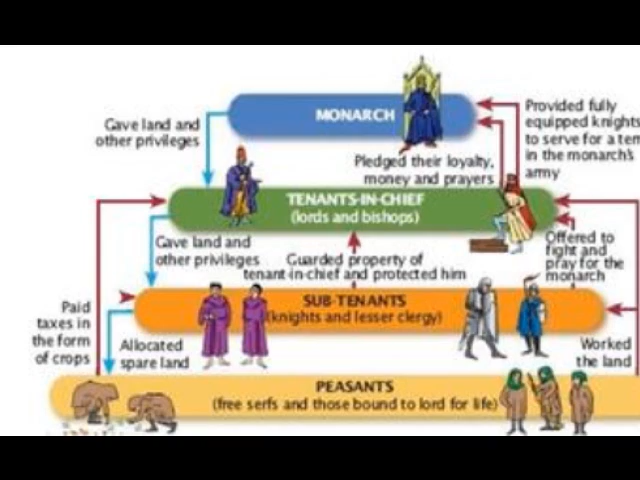 MONARCH
Gave land and
other privileges
Provided fully
equipped knights
to serve for a
in the monarch's
army
Pledged their loyalty,
money and prayers
TENANTS-IN-CHIEF
(lords and bishops)
Gave land and
other privileges
Guarded property of
tenant-in-chief and protected him
Offered to
fight and
pray for the
monarch
SUB-TENANTS
(knights and lesser clergy)
Paid
taxes in
the form
of crops
Allocated
spare land
Worked
the land
PEASANTS
(free serfs and those bound to lord for life)